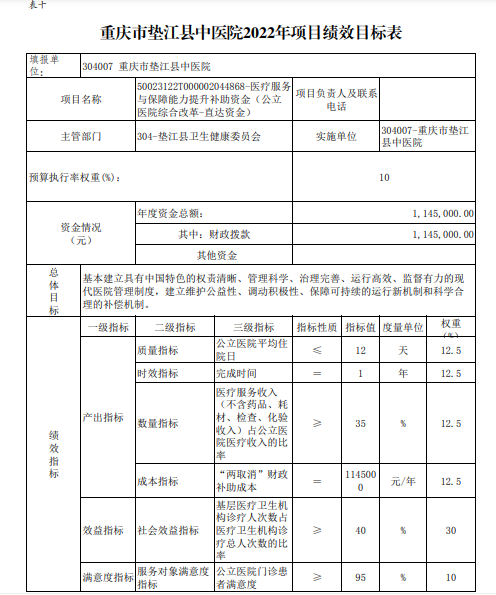 表十
重庆市垫江县中医院2022年项目绩效目标表
填报单
位：
304007 重庆市垫江县中医院
项目名称
50023122T000002044868-医疗服务
与保障能力提升补助资金（公立
医院综合改革-直达资金）
项目负责人及联系
电话
主管部门
304-垫江县卫生健康委员会
实施单位
304007-重庆市垫江
县中医院
预算执行率权重(%)：
10
资金情况
（元）
年度资金总额：
1,145,000.00
其中：财政拨款
1,145,000.00
其他资金
总
体
目
标
基本建立具有中国特色的权责清晰、管理科学、治理完善、运行高效、监督有力的现
代医院管理制度，建立维护公益性、调动积极性、保障可持续的运行新机制和科学合
理的补偿机制。
绩
效
指
标
一级指标 二级指标 三级指标 指标性质 指标值 度量单位 权重
(%)
产出指标
质量指标
公立医院平均住
院日
≤ 12 天 12.5
时效指标 完成时间 ＝ 1 年 12.5
数量指标
医疗服务收入
（不含药品、耗
材、检查、化验
收入）占公立医
院医疗收入的比
率
≥ 35 % 12.5
成本指标
“两取消”财政
补助成本
＝
114500
0
元/年 12.5
效益指标 社会效益指标
基层医疗卫生机
构诊疗人次数占
医疗卫生机构诊
疗总人次数的比
率
≥ 40 % 30
满意度指标
服务对象满意度
指标
公立医院门诊患
者满意度
≥ 95 % 10